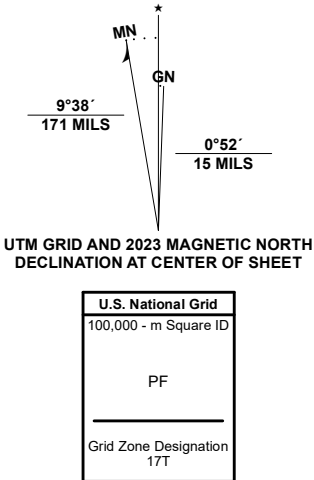 MN
GN
9°38´
171 MILS
0°52´
15 MILS
UTM GRID AND 2023 MAGNETIC NORTH
DECLINATION AT CENTER OF SHEET
U.S. National Grid
100,000 - m Square ID
PF
Grid Zone Designation
17T